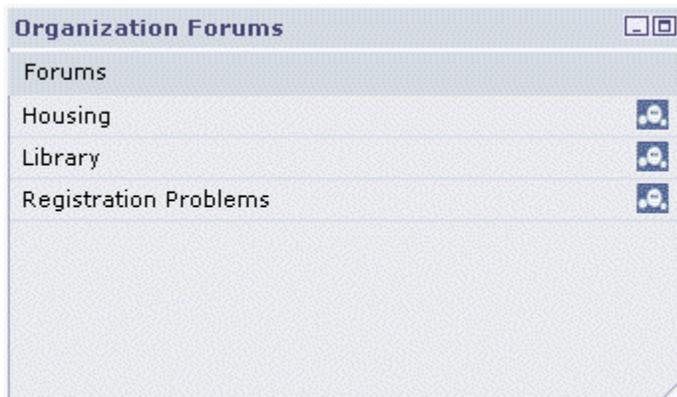 Organization Forums
Forums
Housing
Library
Registration Problems